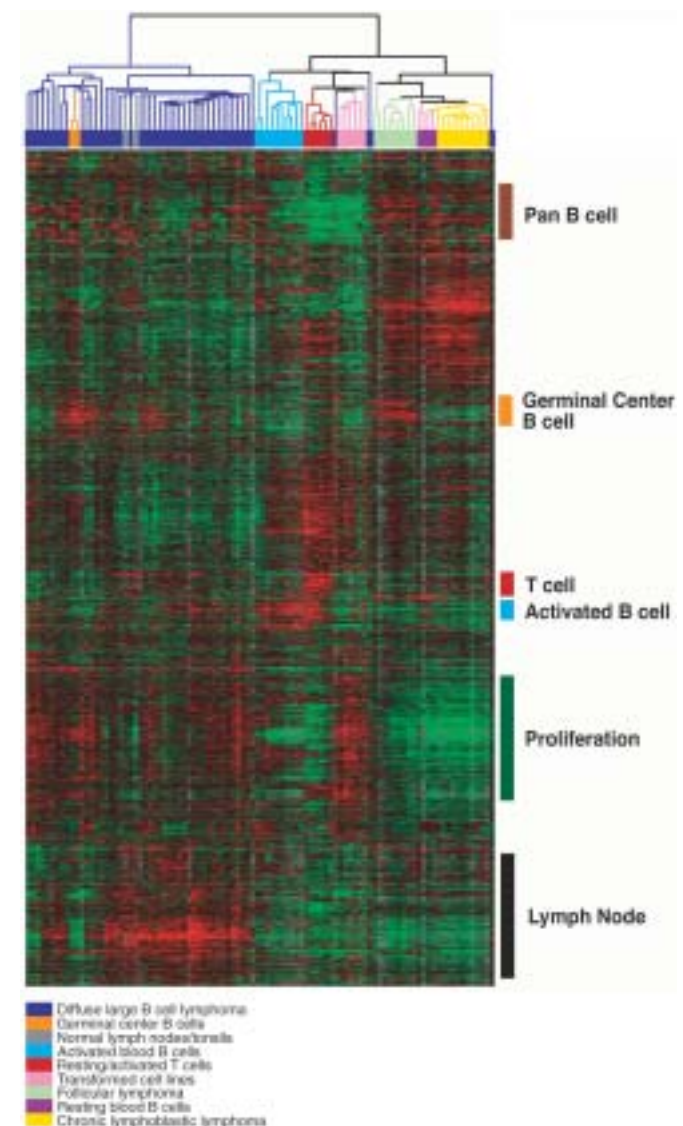 Pan B cell
Germinal Center
B cell
T cell
Activated B cell
Proliferation
Lymph Node
Diffuse large B cell lymphoma
Germinal center B cells
Normal lymph nodes/tonsils
Activated blood B cells
Resting/activated T cells
Transformed cell lines
Follicular lymphoma
Resting blood B cells
Chronic lymphoblastic lymphoma